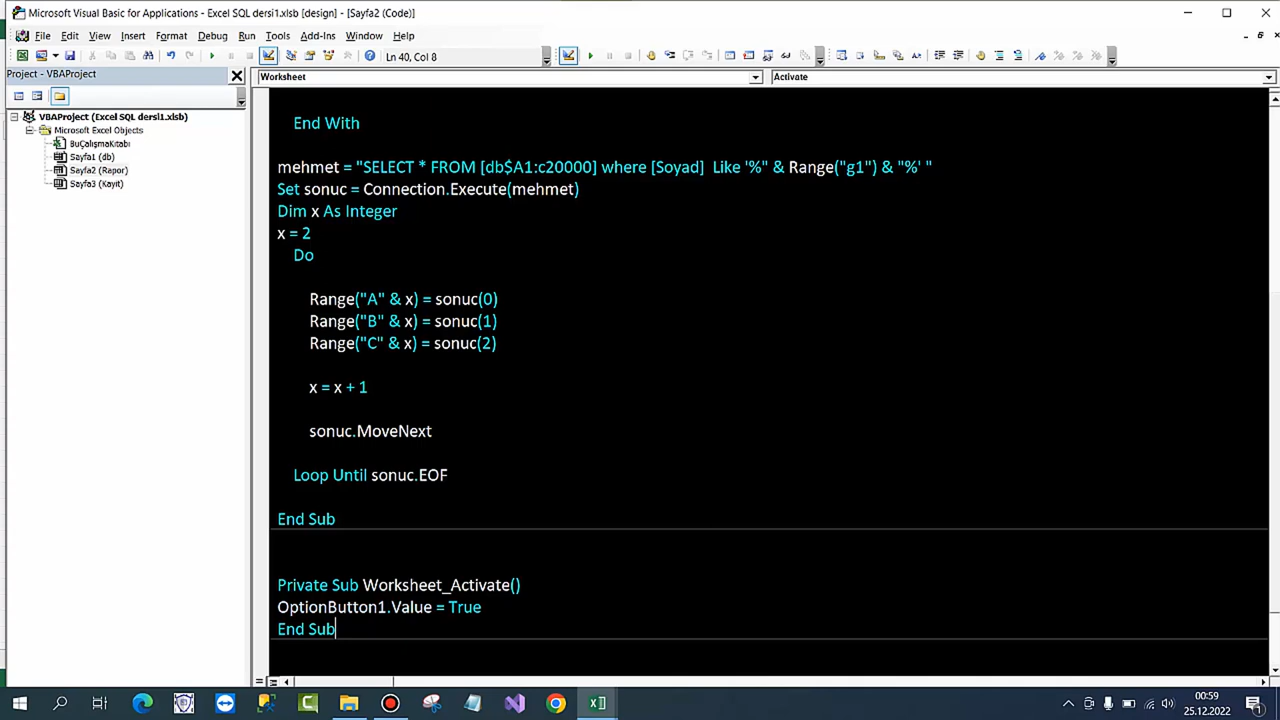 Microsoft Visual Basic for Applications - Excel SQL dersi1.xlsb [design] - [Sayfa2 (Code)]
File Edit View Insert Format Debug Run Tools Add-Ins Window Help
Ln 40, Col 8
Project - VBAProject
Worksheet
Activate
VBAProject (Excel SQL dersi1.xlsb)
Microsoft Excel Objects
BuÇalışmaKitabı
Sayfa1 (db)
Sayfa2 (Rapor)
Sayfa3 (Kayıt)
End With
mehmet = "SELECT * FROM [db$A1:c20000] where [Soyad]  Like '%" & Range("g1") & "%' "
Set sonuc = Connection.Execute(mehmet)
Dim x As Integer
x = 2
Do
Range("A" & x) = sonuc(0)
Range("B" & x) = sonuc(1)
Range("C" & x) = sonuc(2)
x = x + 1
sonuc.MoveNext
Loop Until sonuc.EOF
End Sub
Private Sub Worksheet_Activate()
OptionButton1.Value = True
End Sub
00:59
25.12.2022